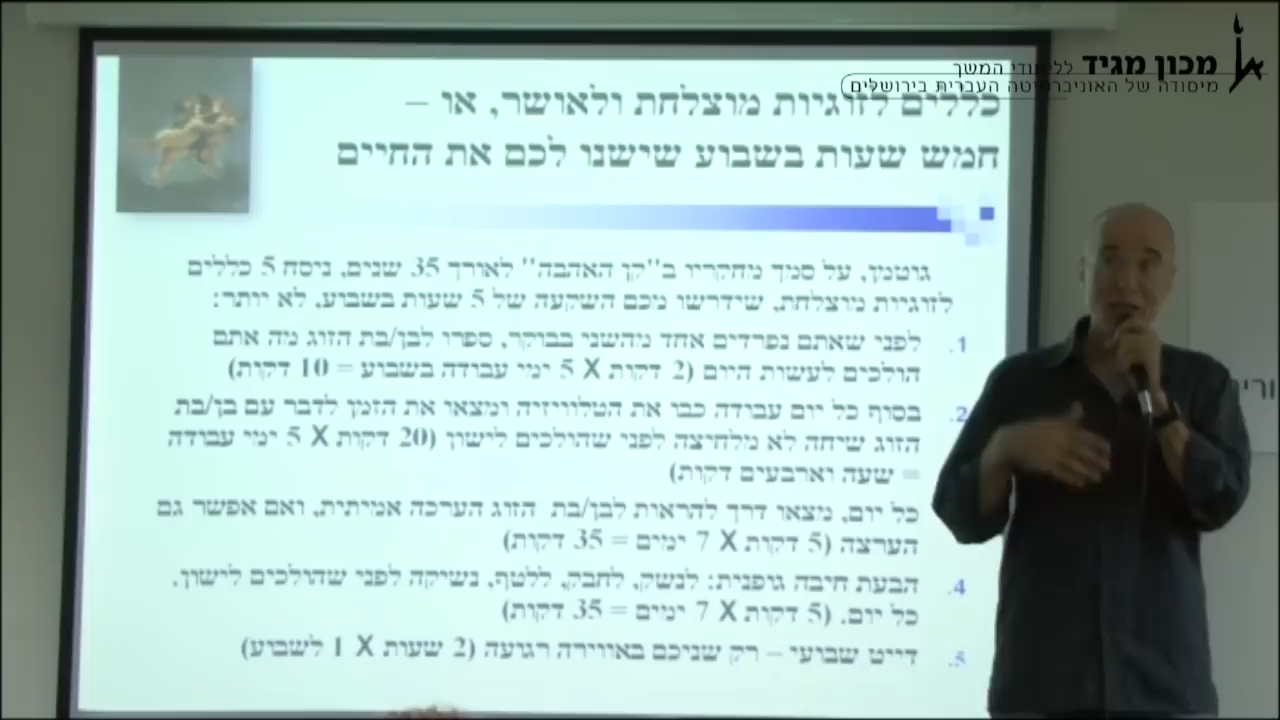 מכון מגיד ללימודי המשך
מיסודה של האוניברסיטה העברית בירושלים
כללים לזוגיות מוצלחת ולאושר, או –
חמש שעות בשבוע שישנו לכם את החיים
גוטמן, על סמך מחקריו ב"קן האהבה" לאורך 35 שנים, ניסח 5 כללים
לזוגיות מוצלחת, שידרשו מכם השקעה של 5 שעות בשבוע, לא יותר:
1. לפני שאתם נפרדים אחד מהשני בבוקר, ספרו לבן/בת הזוג מה אתם
הולכים לעשות היום (2 דקות X 5 ימי עבודה בשבוע = 10 דקות)
2. בסוף כל יום עבודה כבו את הטלוויזיה ומצאו את הזמן לדבר עם בן/בת
הזוג שיחה לא מלחיצה לפני שהולכים לישון (20 דקות X 5 ימי עבודה
= שעה וארבעים דקות)
כל יום, מצאו דרך להראות לבן/בת הזוג הערכה אמיתית, ואם אפשר גם
הערצה (5 דקות X 7 ימים = 35 דקות)
4. הבעת חיבה גופנית: לנשק, לחבק, ללטף, נשיקה לפני שהולכים לישון.
כל יום. (5 דקות X 7 ימים = 35 דקות)
5. דייט שבועי – רק שניכם באווירה רגועה (2 שעות X 1 לשבוע)